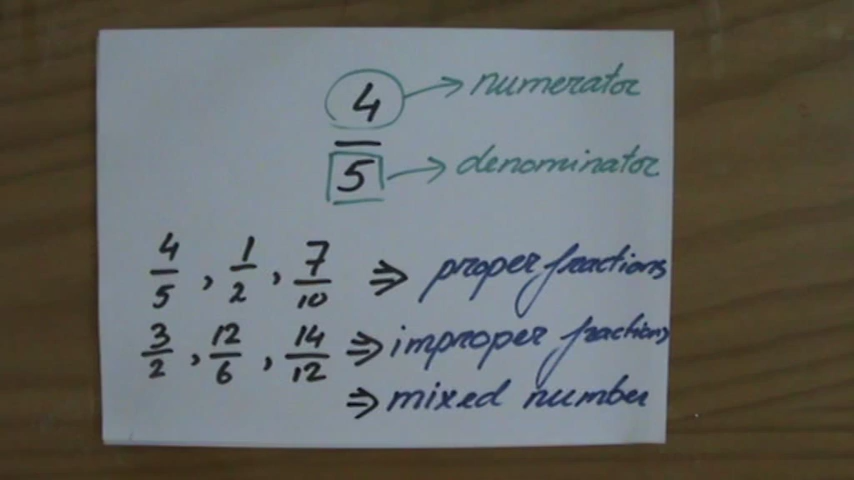 4 → numerator
5 → denominator
4/5 , 1/2 , 7/10 ⇒ proper fractions
3/2 , 12/6 , 14/12 ⇒ improper fractions
⇒ mixed number